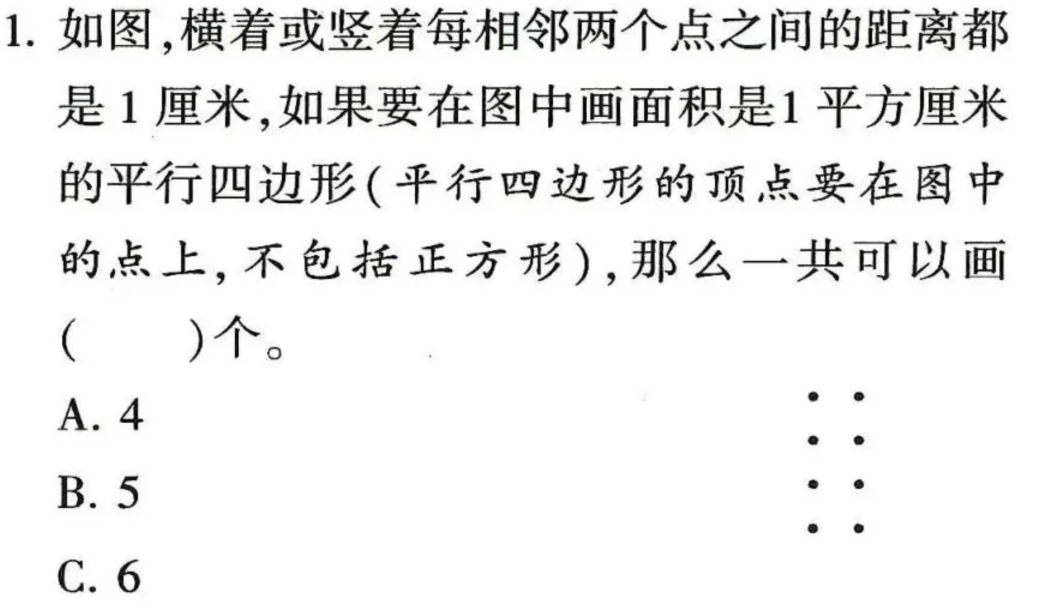 1. 如图,横着或竖着每相邻两个点之间的距离都
是 1 厘米,如果要在图中画面积是1 平方厘米
的平行四边形(平行四边形的顶点要在图中
的点上,不包括正方形),那么一共可以画
(　　)个。
A. 4
B. 5
C. 6